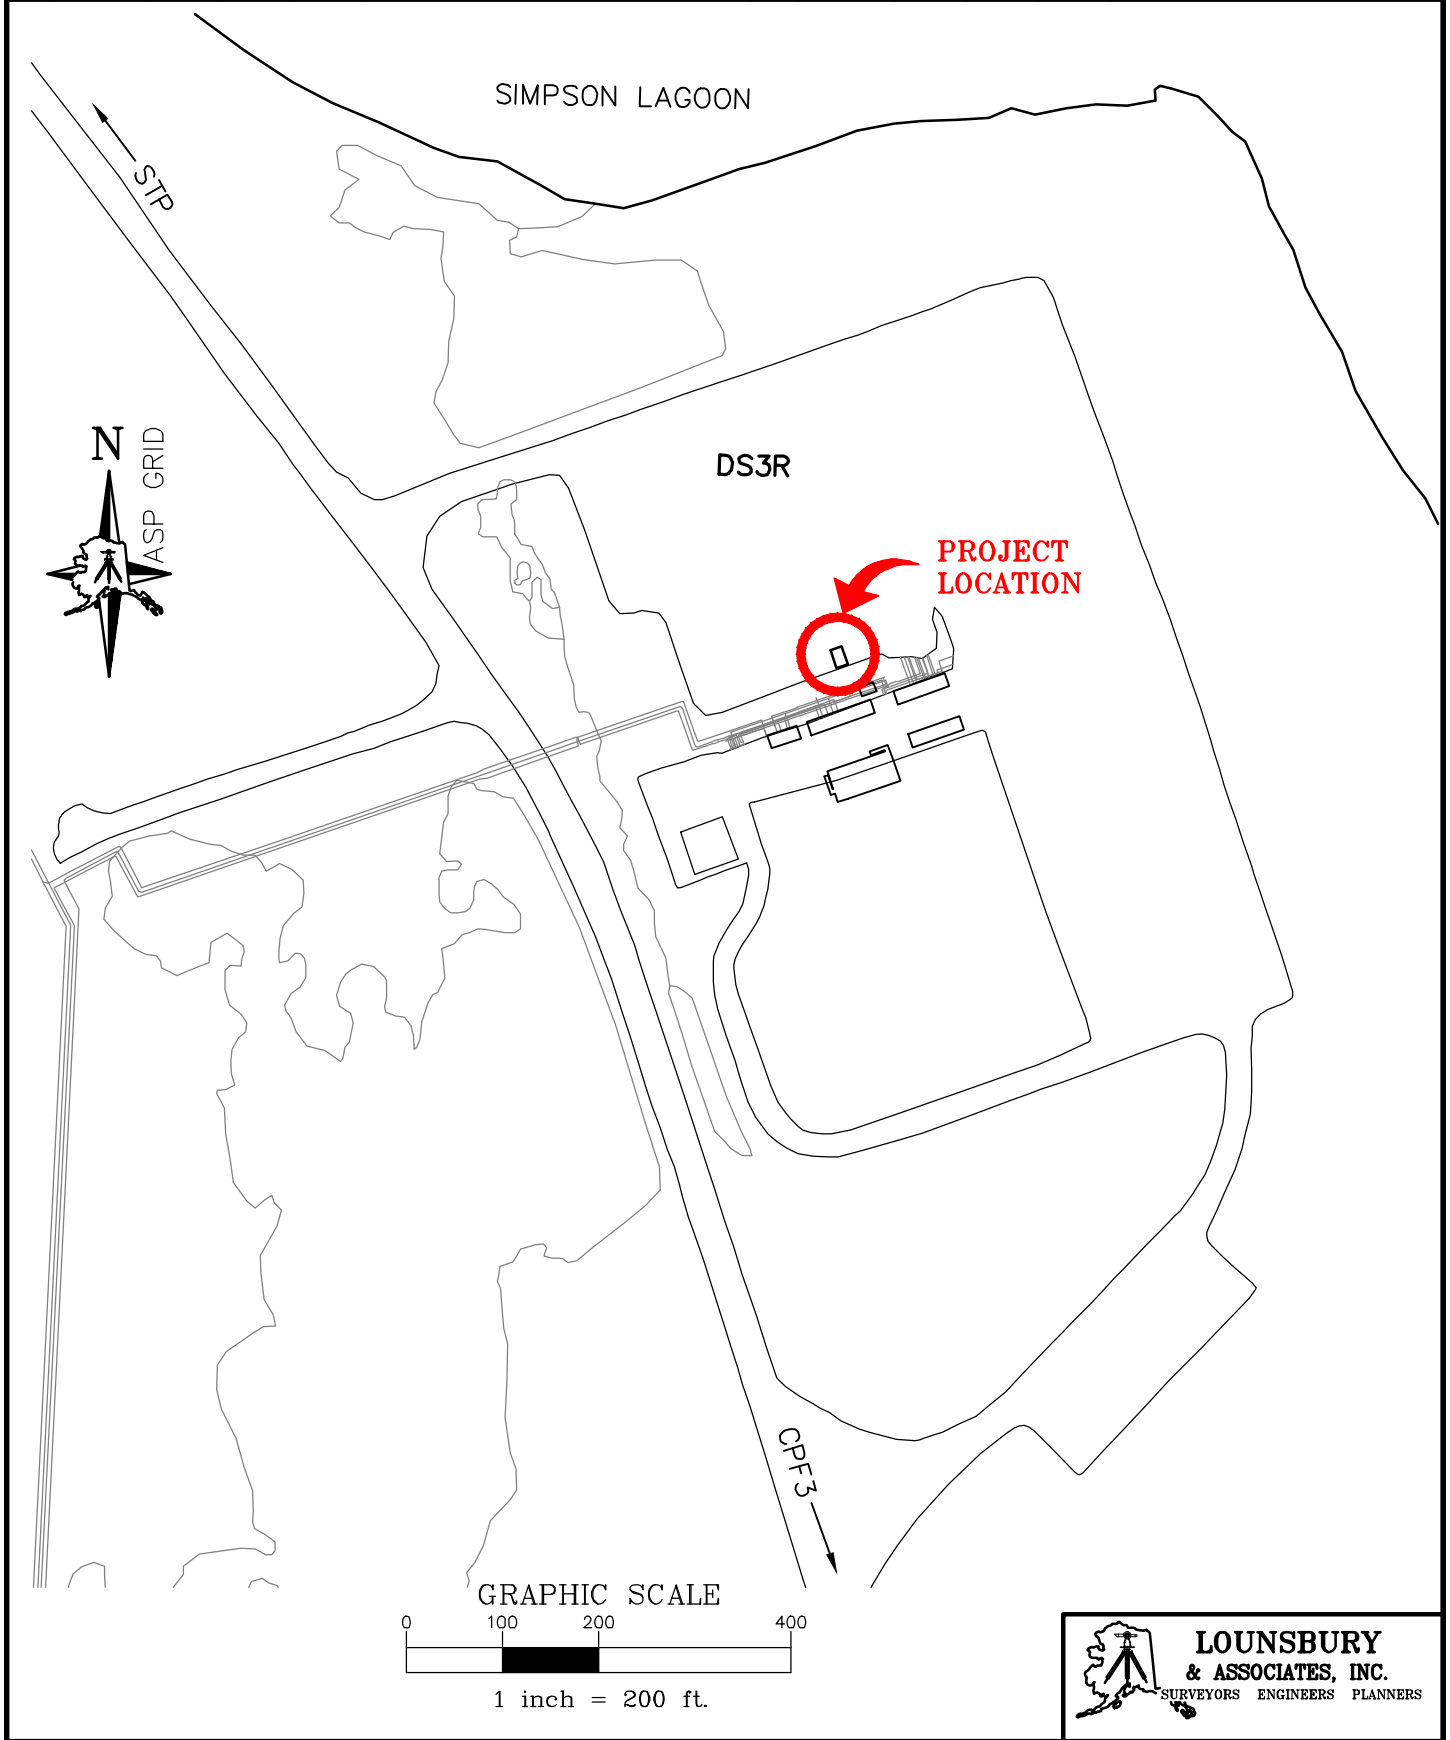 SIMPSON LAGOON
STP
N
ASP GRID
DS3R
PROJECT
LOCATION
CPF3
GRAPHIC SCALE
0 100 200 400
1 inch = 200 ft.
LOUNSBURY
& ASSOCIATES, INC.
SURVEYORS ENGINEERS PLANNERS